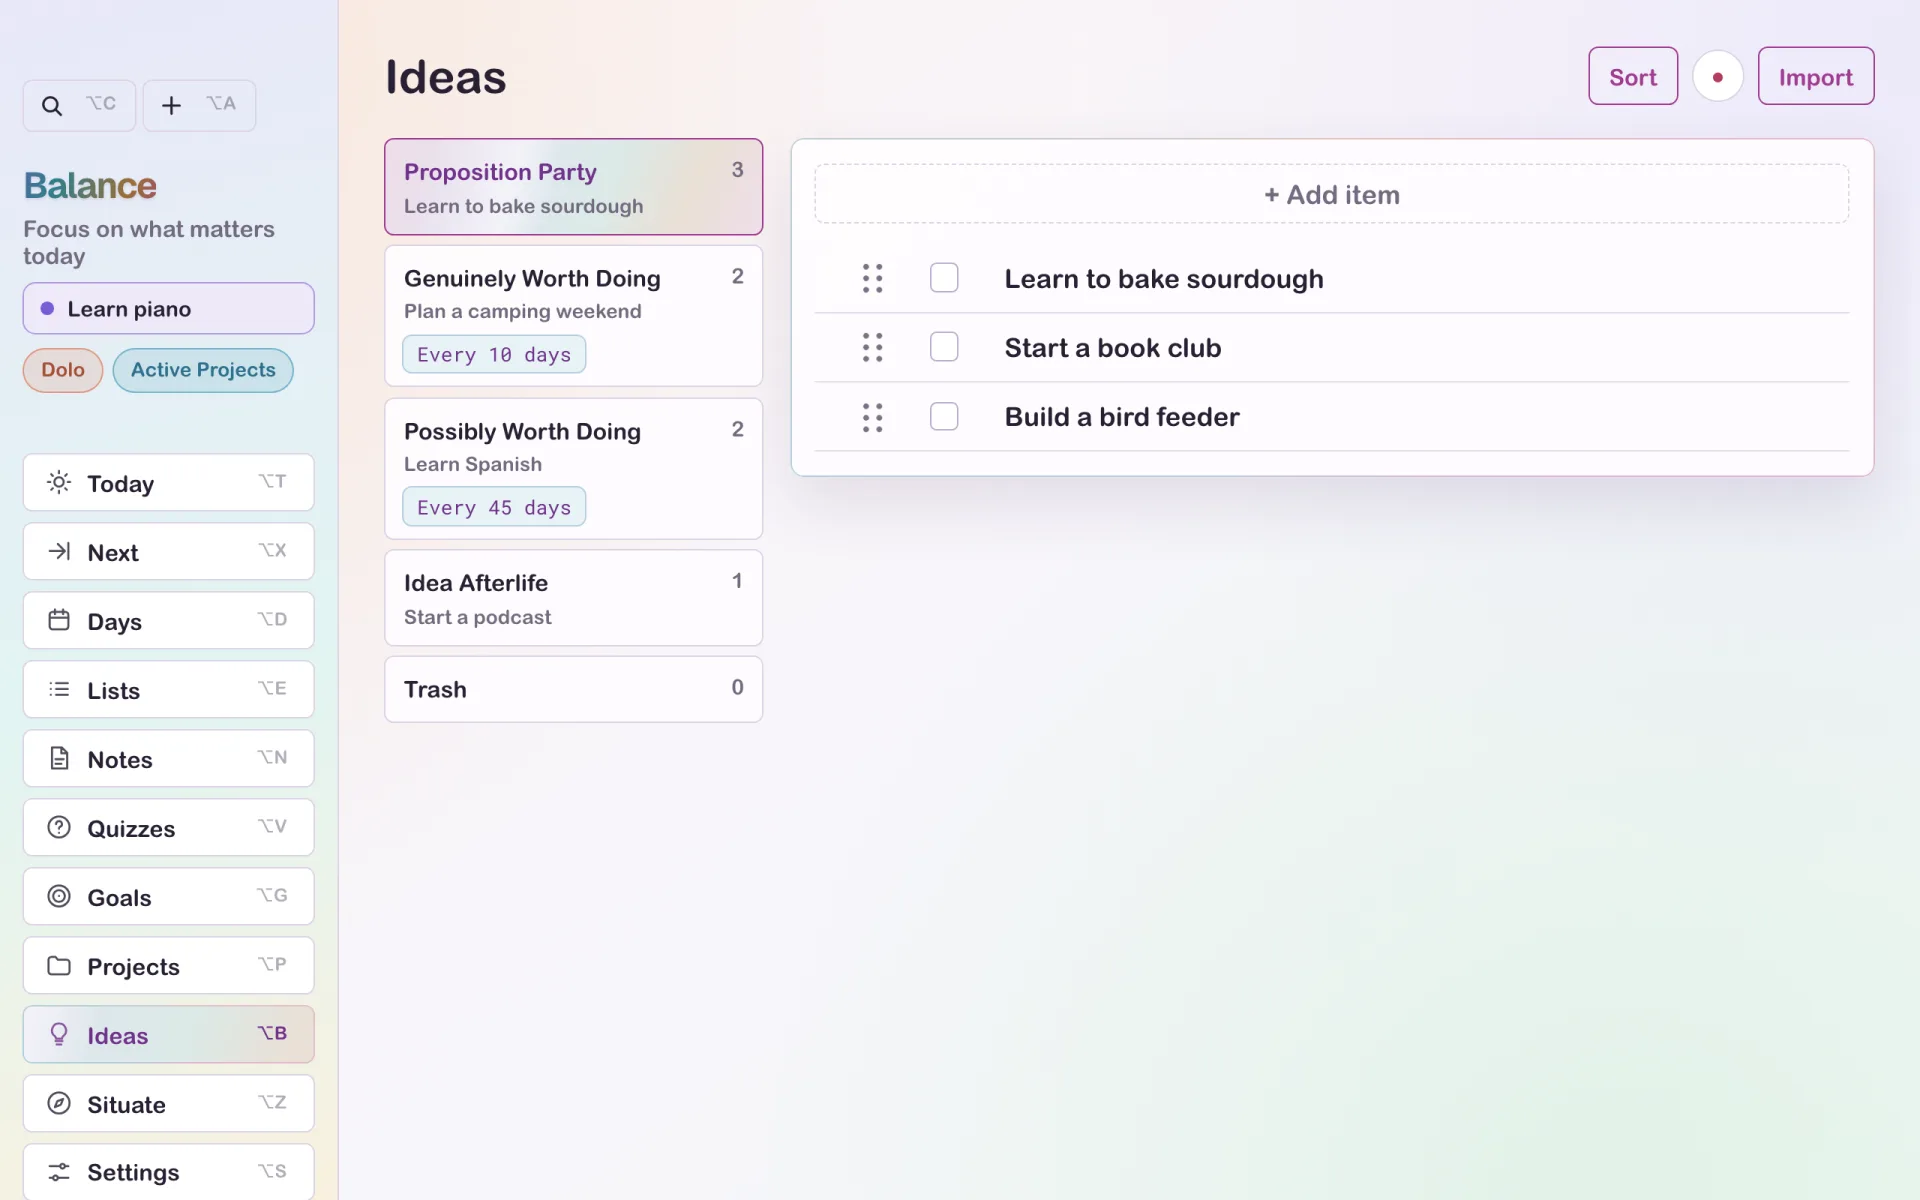 ⌥C
⌥A
Balance
Focus on what matters
today
Learn piano
Dolo
Active Projects
Today ⌥T
Next ⌥X
Days ⌥D
Lists ⌥E
Notes ⌥N
Quizzes ⌥V
Goals ⌥G
Projects ⌥P
Ideas ⌥B
Situate ⌥Z
Settings ⌥S
Ideas
Sort
Import
Proposition Party 3
Learn to bake sourdough
Genuinely Worth Doing 2
Plan a camping weekend
Every 10 days
Possibly Worth Doing 2
Learn Spanish
Every 45 days
Idea Afterlife 1
Start a podcast
Trash 0
+ Add item
Learn to bake sourdough
Start a book club
Build a bird feeder